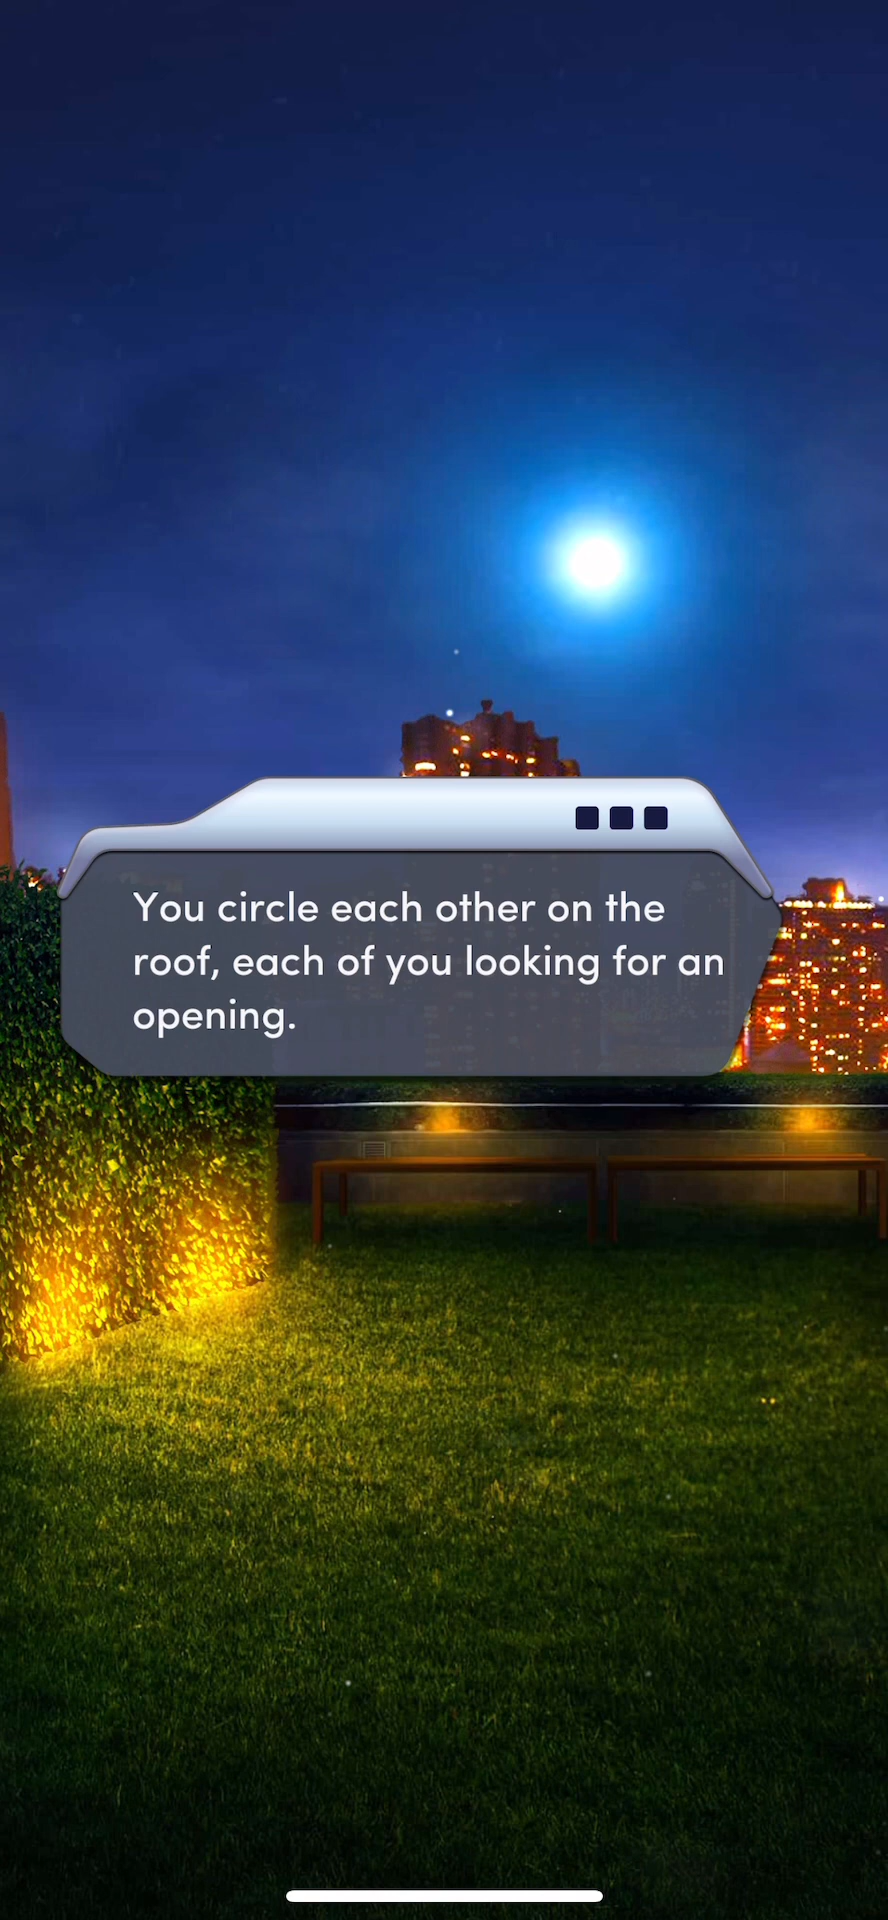 You circle each other on the
roof, each of you looking for an
opening.